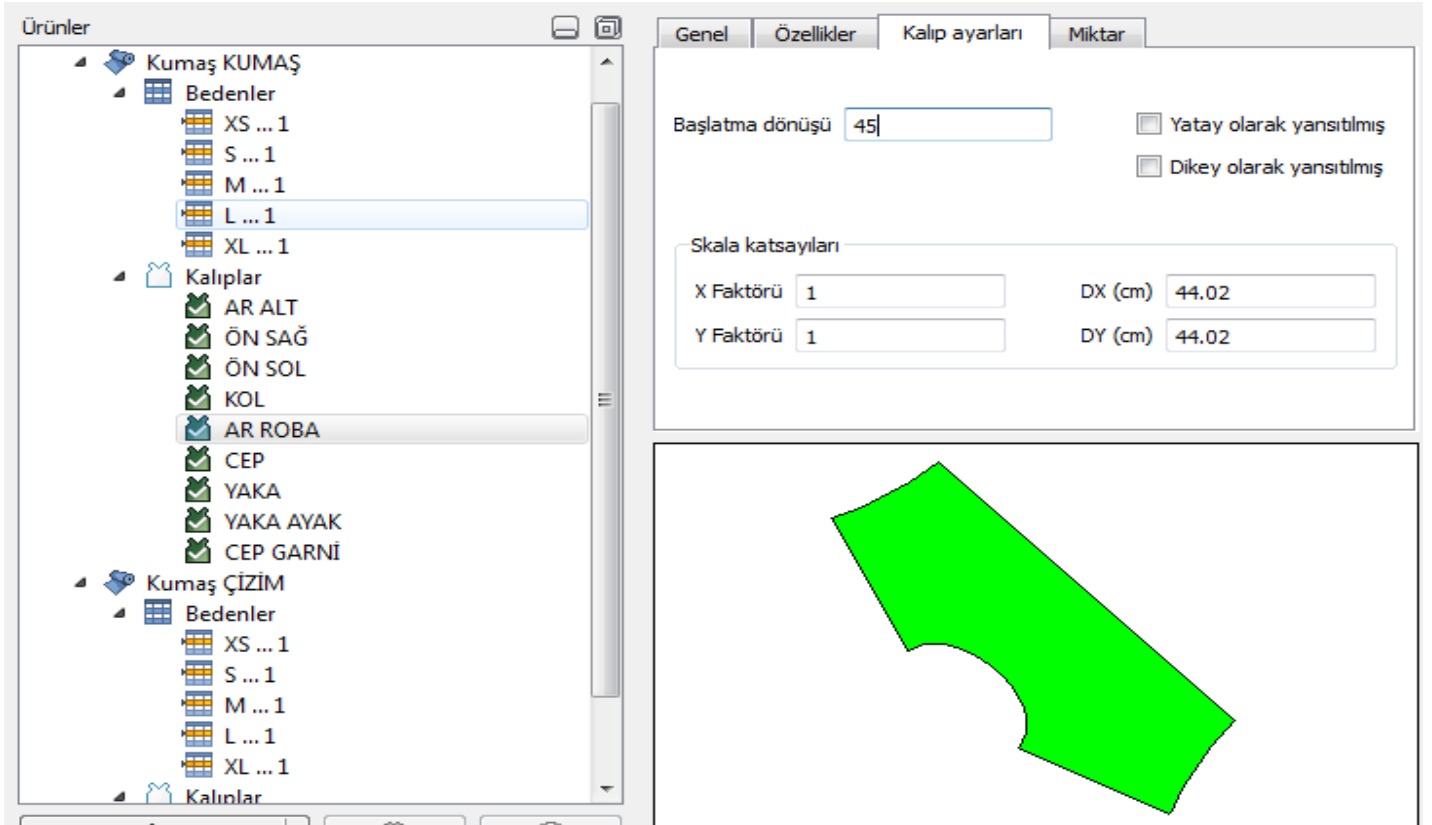 Ürünler
Kumaş KUMAŞ
Bedenler
XS ... 1
S ... 1
M ... 1
L ... 1
XL ... 1
Kalıplar
AR ALT
ÖN SAĞ
ÖN SOL
KOL
AR ROBA
CEP
YAKA
YAKA AYAK
CEP GARNİ
Kumaş ÇİZİM
Bedenler
XS ... 1
S ... 1
M ... 1
L ... 1
XL ... 1
Kalıplar
Genel Özellikler Kalıp ayarları Miktar
Başlatma dönüşü 45 Yatay olarak yansıtılmış
Dikey olarak yansıtılmış
Skala katsayıları
X Faktörü 1 DX (cm) 44.02
Y Faktörü 1 DY (cm) 44.02